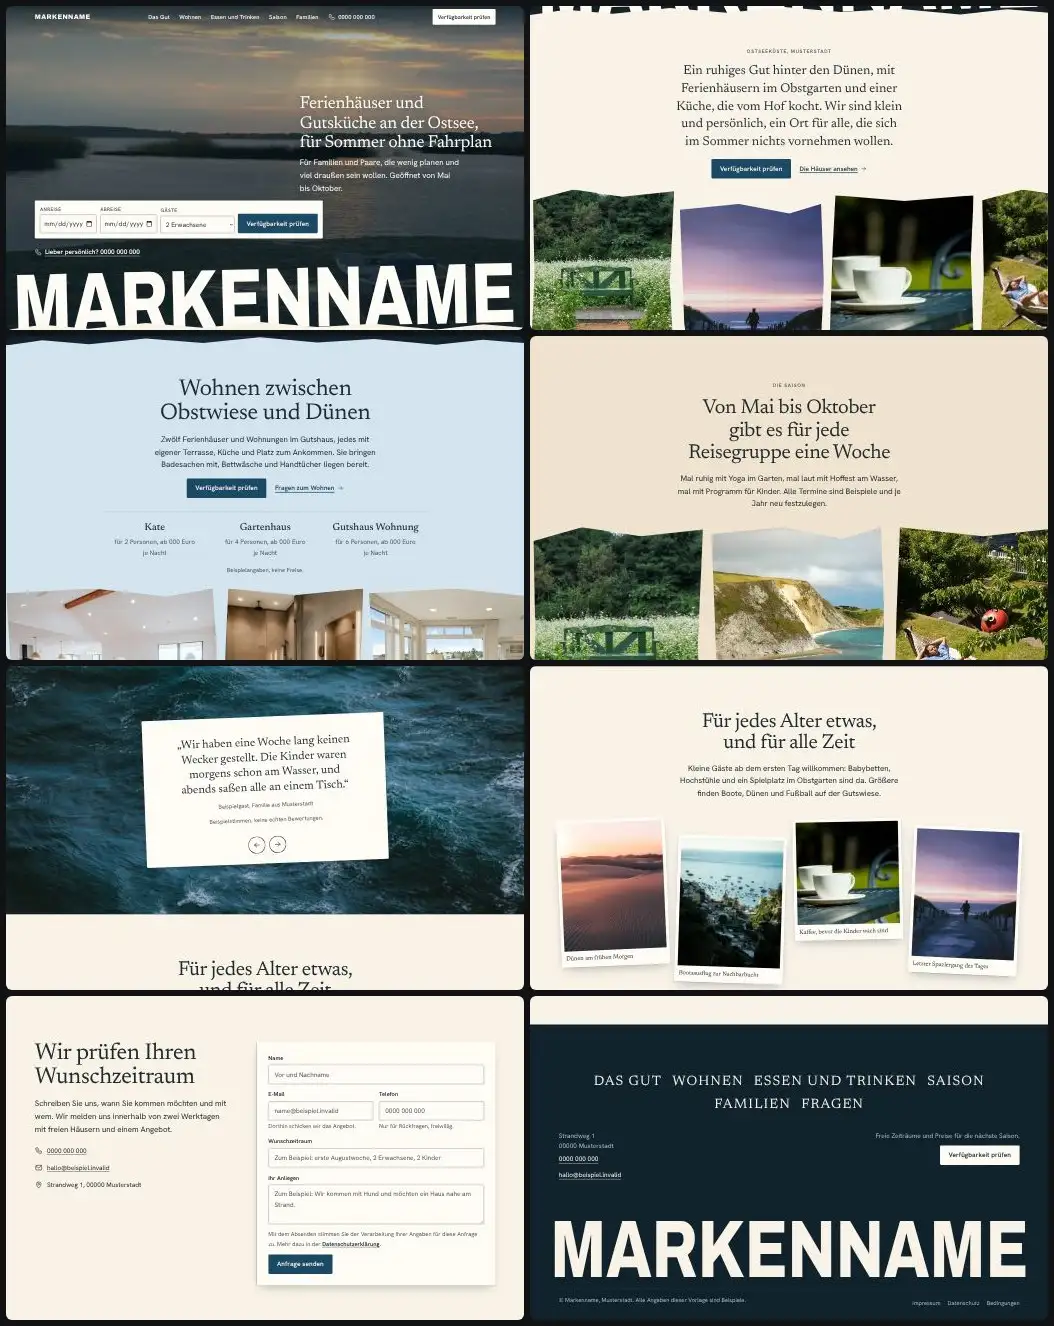 MARKENNAME
Das Gut Wohnen Essen und Trinken Saison Familien 0000 000 000
Verfügbarkeit prüfen
Ferienhäuser und
Gutsküche an der Ostsee,
für Sommer ohne Fahrplan
Für Familien und Paare, die wenig planen und
viel draußen sein wollen. Geöffnet von Mai
bis Oktober.
ANREISE ABREISE GÄSTE
mm/dd/yyyy mm/dd/yyyy 2 Erwachsene Verfügbarkeit prüfen
Lieber persönlich? 0000 000 000
MARKENNAME
OSTSEEKÜSTE, MUSTERSTADT
Ein ruhiges Gut hinter den Dünen, mit
Ferienhäusern im Obstgarten und einer
Küche, die vom Hof kocht. Wir sind klein
und persönlich, ein Ort für alle, die sich
im Sommer nichts vornehmen wollen.
Verfügbarkeit prüfen Die Häuser ansehen →
Wohnen zwischen
Obstwiese und Dünen
Zwölf Ferienhäuser und Wohnungen im Gutshaus, jedes mit
eigener Terrasse, Küche und Platz zum Ankommen. Sie bringen
Badesachen mit, Bettwäsche und Handtücher liegen bereit.
Verfügbarkeit prüfen Fragen zum Wohnen →
Kate Gartenhaus Gutshaus Wohnung
für 2 Personen, ab 000 Euro für 4 Personen, ab 000 Euro für 6 Personen, ab 000 Euro
je Nacht je Nacht je Nacht
Beispielangaben, keine Preise.
DIE SAISON
Von Mai bis Oktober
gibt es für jede
Reisegruppe eine Woche
Mal ruhig mit Yoga im Garten, mal laut mit Hoffest am Wasser,
mal mit Programm für Kinder. Alle Termine sind Beispiele und je
Jahr neu festzulegen.
„Wir haben eine Woche lang keinen
Wecker gestellt. Die Kinder waren
morgens schon am Wasser, und
abends saßen alle an einem Tisch.“
Beispielgast, Familie aus Musterstadt
Beispielstimmen, keine echten Bewertungen.
← →
Für jedes Alter etwas,
und für alle Zeit
Für jedes Alter etwas,
und für alle Zeit
Kleine Gäste ab dem ersten Tag willkommen: Babybetten,
Hochstühle und ein Spielplatz im Obstgarten sind da. Größere
finden Boote, Dünen und Fußball auf der Gutswiese.
Dünen am frühen Morgen
Bootsausflug zur Nachbarbucht
Kaffee, bevor die Kinder wach sind
Letzter Spaziergang des Tages
Wir prüfen Ihren
Wunschzeitraum
Schreiben Sie uns, wann Sie kommen möchten und mit
wem. Wir melden uns innerhalb von zwei Werktagen
mit freien Häusern und einem Angebot.
0000 000 000
hallo@beispiel.invalid
Strandweg 1, 00000 Musterstadt
Name
Vor und Nachname
E-Mail Telefon
name@beispiel.invalid 0000 000 000
Dorthin schicken wir das Angebot. Nur für Rückfragen, freiwillig.
Wunschzeitraum
Zum Beispiel: erste Augustwoche, 2 Erwachsene, 2 Kinder
Ihr Anliegen
Zum Beispiel: Wir kommen mit Hund und möchten ein Haus nahe am
Strand.
Mit dem Absenden stimmen Sie der Verarbeitung Ihrer Angaben für diese Anfrage
zu. Mehr dazu in der Datenschutzerklärung.
Anfrage senden
DAS GUT WOHNEN ESSEN UND TRINKEN SAISON
FAMILIEN FRAGEN
Strandweg 1
00000 Musterstadt
0000 000 000
hallo@beispiel.invalid
Freie Zeiträume und Preise für die nächste Saison.
Verfügbarkeit prüfen
MARKENNAME
© Markenname, Musterstadt. Alle Angaben dieser Vorlage sind Beispiele.
Impressum Datenschutz Bedingungen